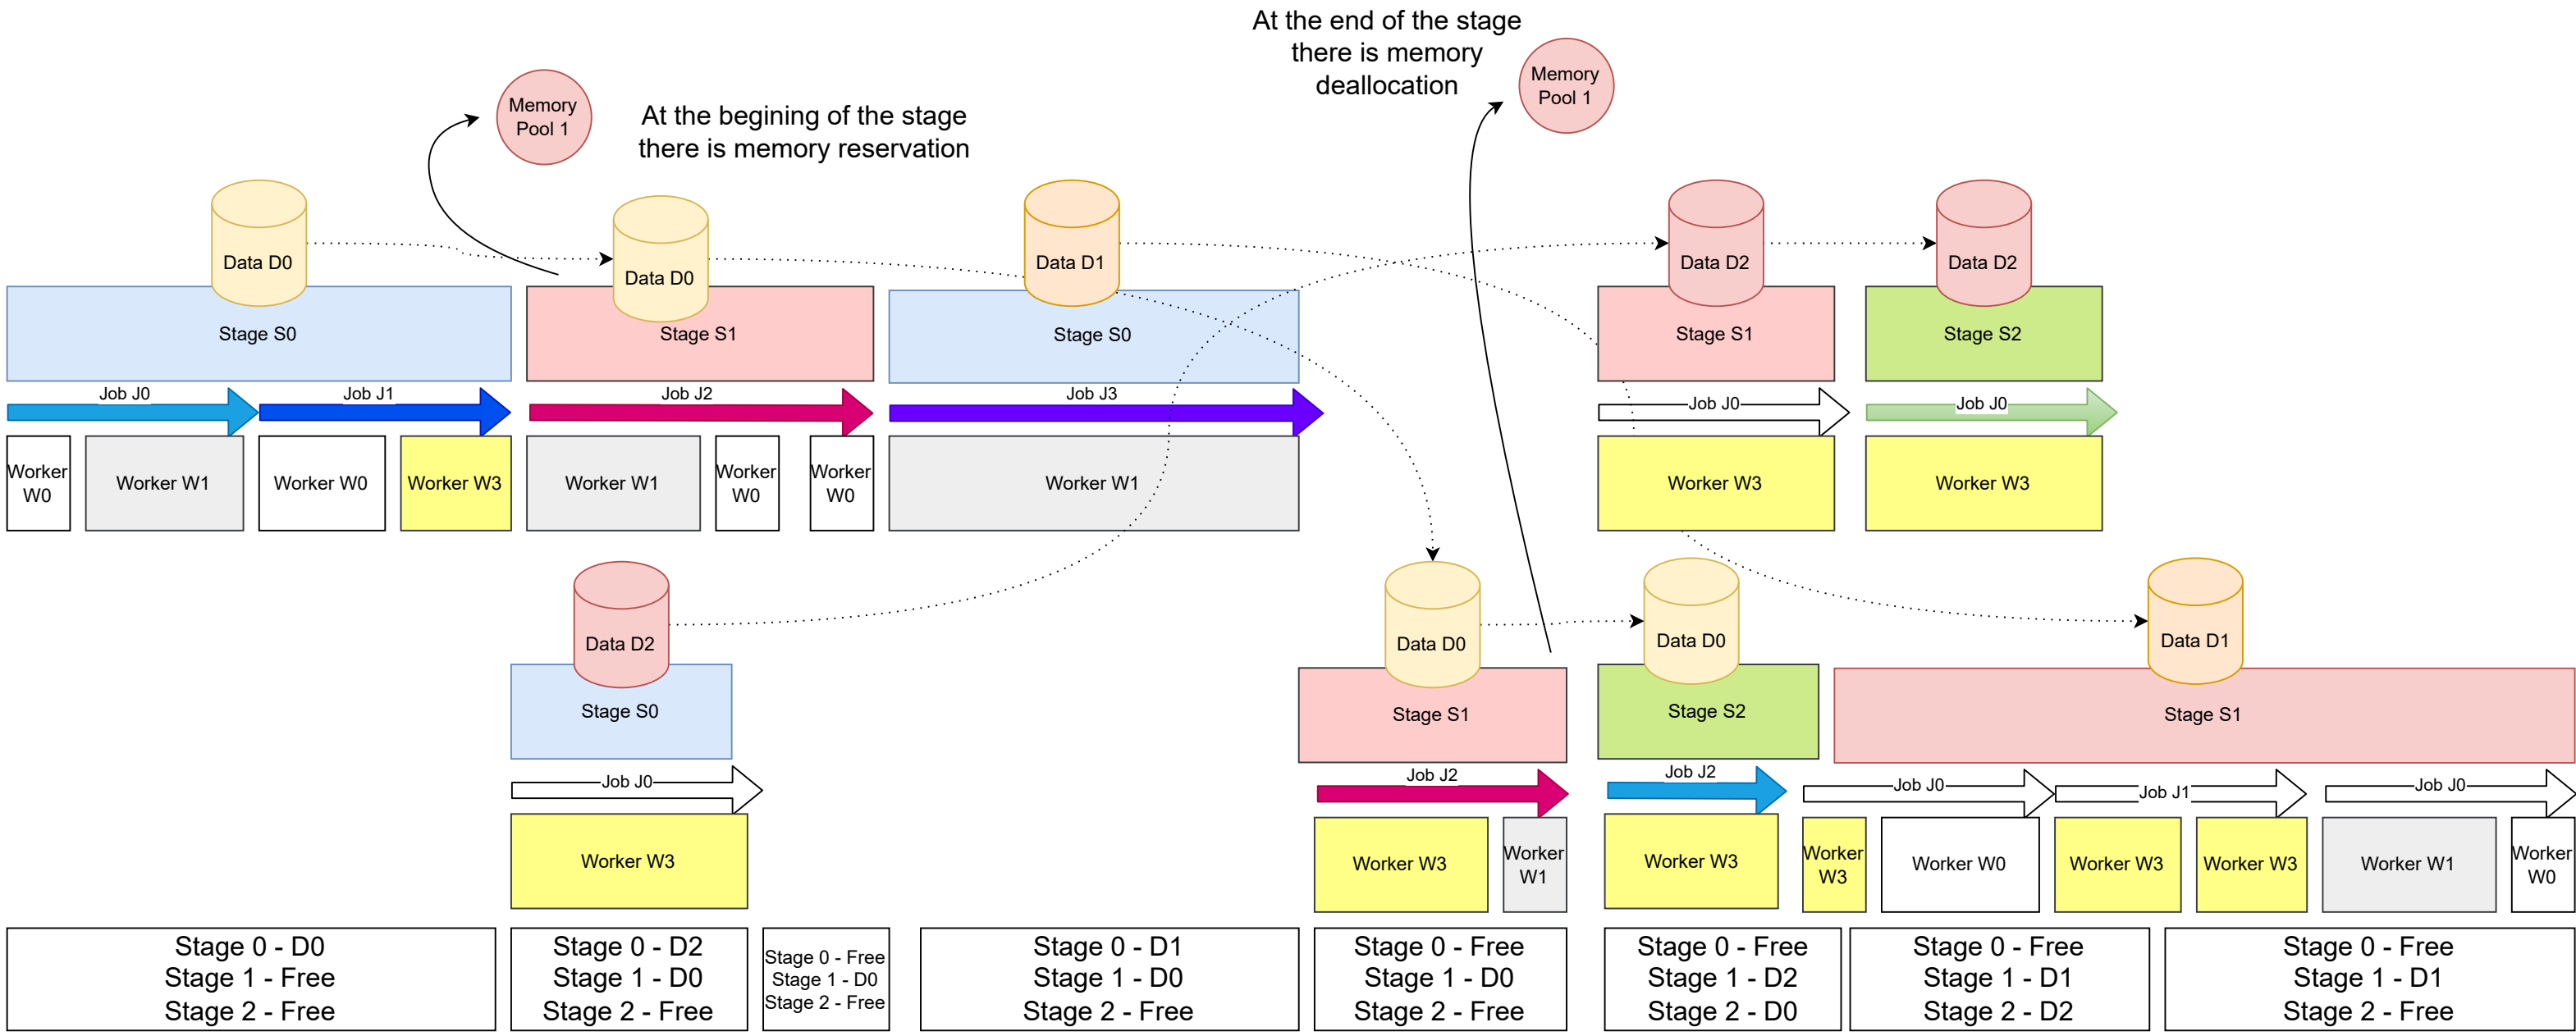 At the end of the stage
there is memory
deallocation
Memory
Pool 1
Memory
Pool 1
At the begining of the stage
there is memory reservation
Data D0
Data D0
Data D1
Data D2
Data D2
Stage S0
Stage S1
Stage S0
Stage S1
Stage S2
Job J0
Job J1
Job J2
Job J3
Job J0
Job J0
Worker
W0
Worker W1
Worker W0
Worker W3
Worker W1
Worker
W0
Worker
W0
Worker W1
Worker W3
Worker W3
Data D2
Data D0
Data D0
Data D1
Stage S0
Stage S1
Stage S2
Stage S1
Job J0
Job J2
Job J2
Job J0
Job J1
Job J0
Worker W3
Worker W3
Worker
W1
Worker W3
Worker
W3
Worker W0
Worker W3
Worker W3
Worker W1
Worker
W0
Stage 0 - D0
Stage 1 - Free
Stage 2 - Free
Stage 0 - D2
Stage 1 - D0
Stage 2 - Free
Stage 0 - Free
Stage 1 - D0
Stage 2 - Free
Stage 0 - D1
Stage 1 - D0
Stage 2 - Free
Stage 0 - Free
Stage 1 - D0
Stage 2 - Free
Stage 0 - Free
Stage 1 - D2
Stage 2 - D0
Stage 0 - Free
Stage 1 - D1
Stage 2 - D2
Stage 0 - Free
Stage 1 - D1
Stage 2 - Free